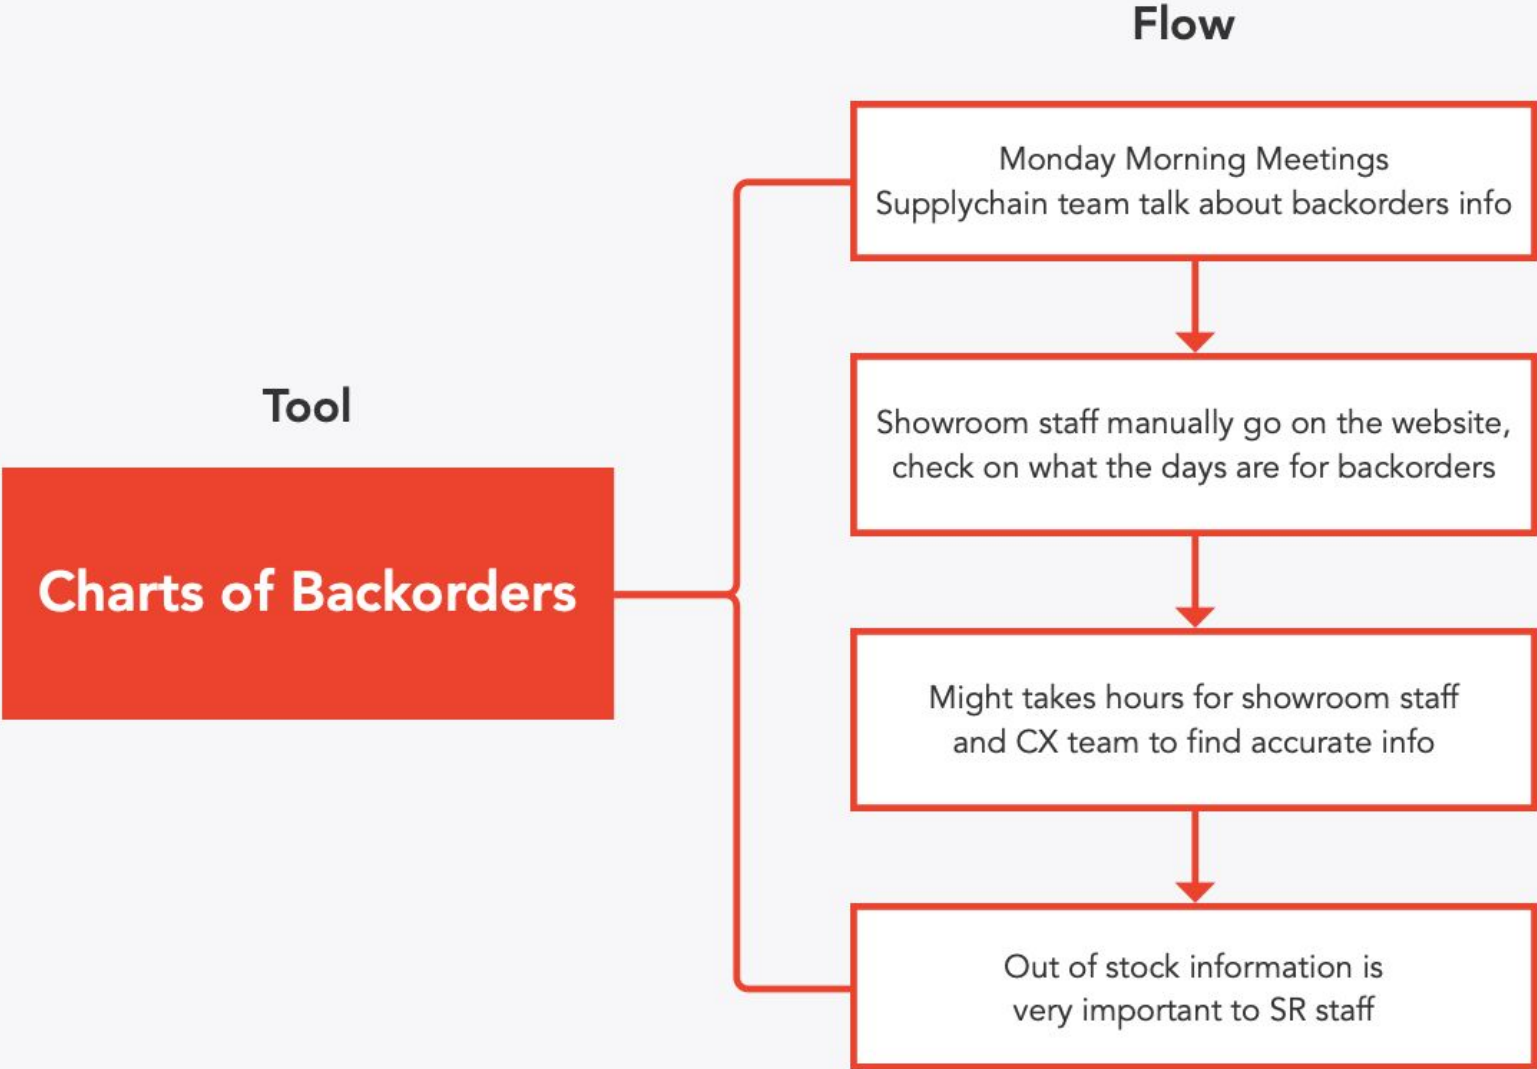 Flow
Monday Morning Meetings
Supplychain team talk about backorders info
Showroom staff manually go on the website,
check on what the days are for backorders
Tool
Charts of Backorders
Might takes hours for showroom staff
and CX team to find accurate info
Out of stock information is
very important to SR staff